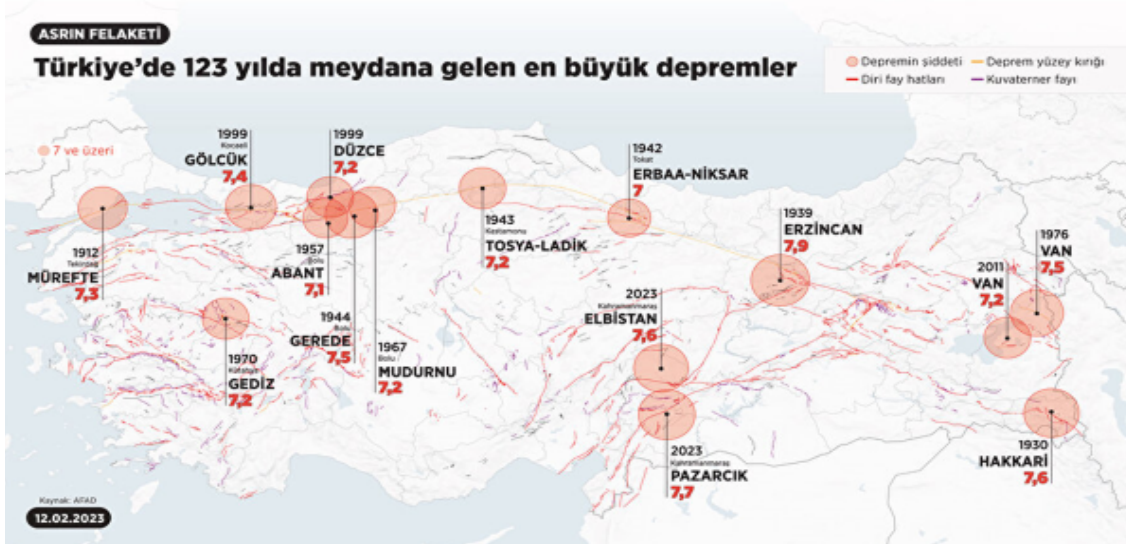 ASRIN FELAKETİ
Türkiye'de 123 yılda meydana gelen en büyük depremler
Depremin şiddeti
Deprem yüzey kırığı
Diri fay hatları
Kuvaterner fayı
7 ve üzeri
1999
Kocaeli
GÖLCÜK
7,4
1999
DÜZCE
7,2
1942
Tokat
ERBAA-NİKSAR
7
1912
Tekirdağ
MÜREFTE
7,3
1957
Bolu
ABANT
7,1
1943
Kastamonu
TOSYA-LADİK
7,2
1939
ERZİNCAN
7,9
1976
VAN
7,5
2011
VAN
7,2
1944
Bolu
GEREDE
7,5
1967
Bolu
MUDURNU
7,2
1970
Kütahya
GEDİZ
7,2
2023
Kahramanmaraş
ELBİSTAN
7,6
2023
Kahramanmaraş
PAZARCIK
7,7
1930
HAKKARİ
7,6
Kaynak: AFAD
12.02.2023